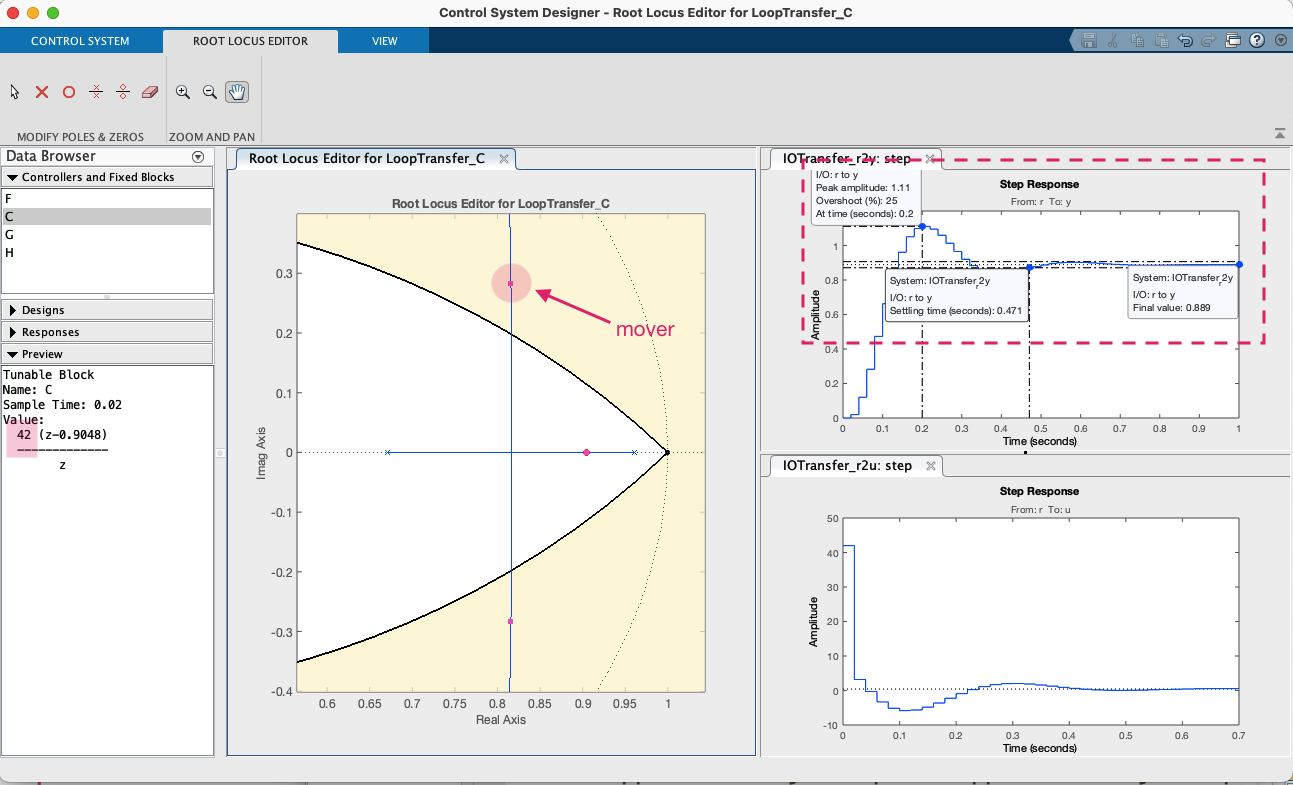 Control System Designer - Root Locus Editor for LoopTransfer_C
CONTROL SYSTEM
ROOT LOCUS EDITOR
VIEW
MODIFY POLES & ZEROS
ZOOM AND PAN
Data Browser
Controllers and Fixed Blocks
F
C
G
H
Designs
Responses
Preview
Tunable Block
Name: C
Sample Time: 0.02
Value:
42 (z-0.9048)
-------------
z
Root Locus Editor for LoopTransfer_C
Root Locus Editor for LoopTransfer_C
0.3
0.2
0.1
0
-0.1
-0.2
-0.3
-0.4
Imag Axis
0.6 0.65 0.7 0.75 0.8 0.85 0.9 0.95 1
Real Axis
mover
IOTransfer_r2y: step
Step Response
From: r To: y
I/O: r to y
Peak amplitude: 1.11
Overshoot (%): 25
At time (seconds): 0.2
System: IOTransfer_r2y
I/O: r to y
Settling time (seconds): 0.471
System: IOTransfer_r2y
I/O: r to y
Final value: 0.889
1
0.8
0.6
0.4
0.2
0
Amplitude
0 0.1 0.2 0.3 0.4 0.5 0.6 0.7 0.8 0.9 1
Time (seconds)
IOTransfer_r2u: step
Step Response
From: r To: u
50
40
30
20
10
0
-10
Amplitude
0 0.1 0.2 0.3 0.4 0.5 0.6 0.7
Time (seconds)